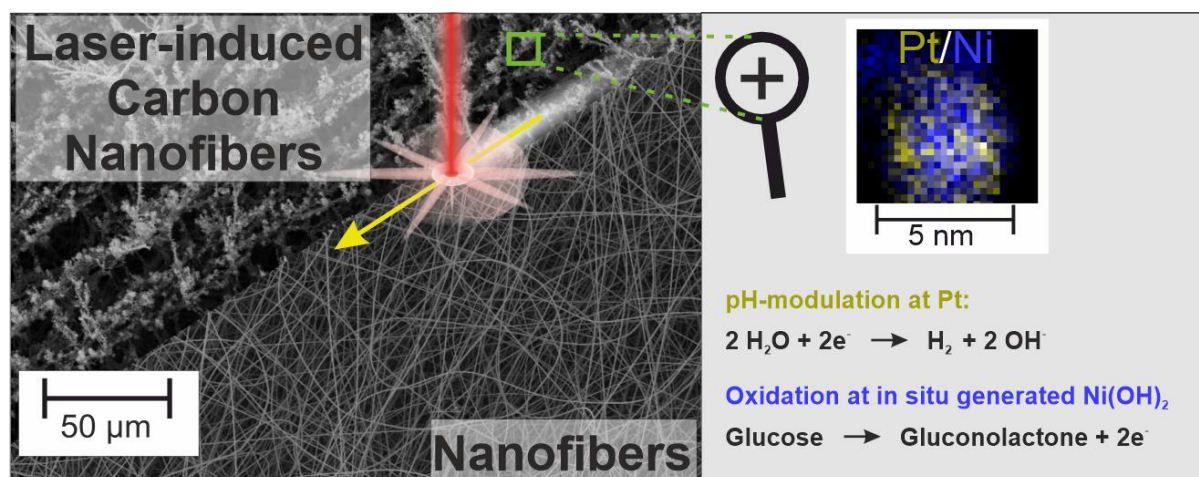 Laser-induced
Carbon
Nanofibers
50 μm
Nanofibers
+
Pt/Ni
5 nm
pH-modulation at Pt:
2 H₂O + 2e⁻ → H₂ + 2 OH⁻
Oxidation at in situ generated Ni(OH)₂
Glucose → Gluconolactone + 2e⁻